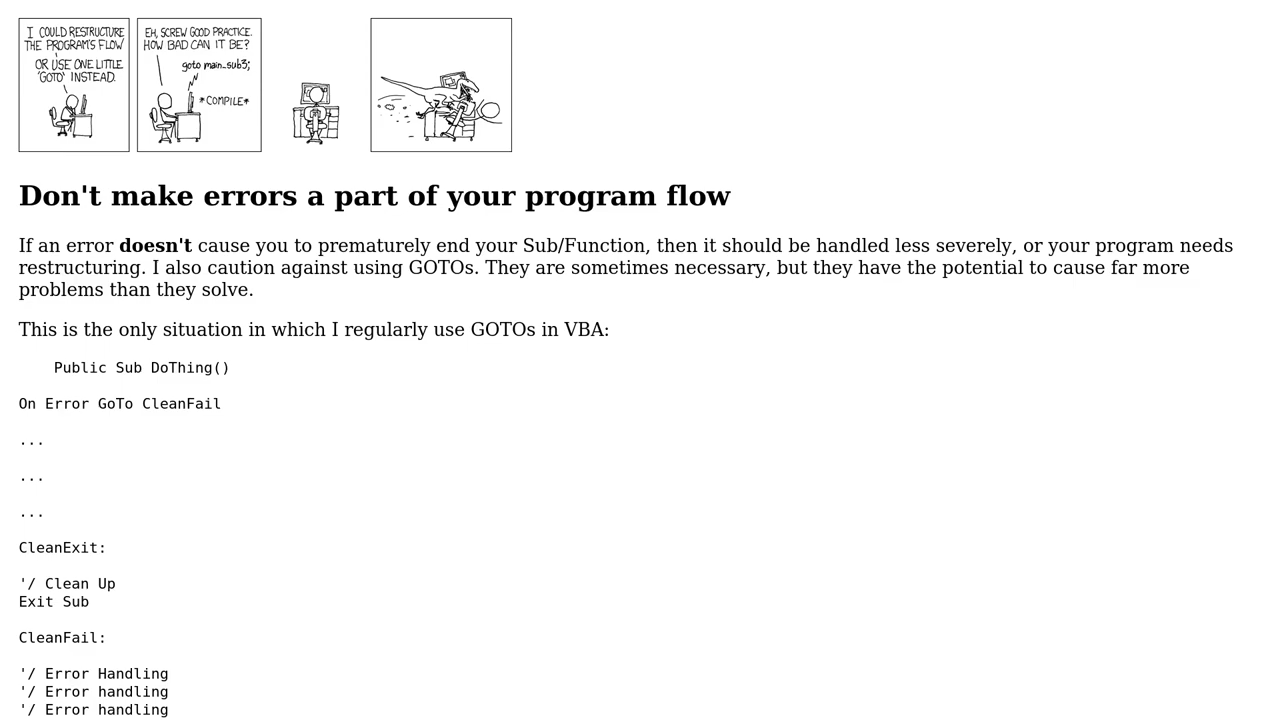 I COULD RESTRUCTURE
THE PROGRAM'S FLOW
OR USE ONE LITTLE
'GOTO' INSTEAD.
EH, SCREW GOOD PRACTICE.
HOW BAD CAN IT BE?
goto main_sub3;
*COMPILE*
Don't make errors a part of your program flow
If an error doesn't cause you to prematurely end your Sub/Function, then it should be handled less severely, or your program needs
restructuring. I also caution against using GOTOs. They are sometimes necessary, but they have the potential to cause far more
problems than they solve.
This is the only situation in which I regularly use GOTOs in VBA:
Public Sub DoThing()
On Error GoTo CleanFail
...
...
...
CleanExit:
'/ Clean Up
Exit Sub
CleanFail:
'/ Error Handling
'/ Error handling
'/ Error handling